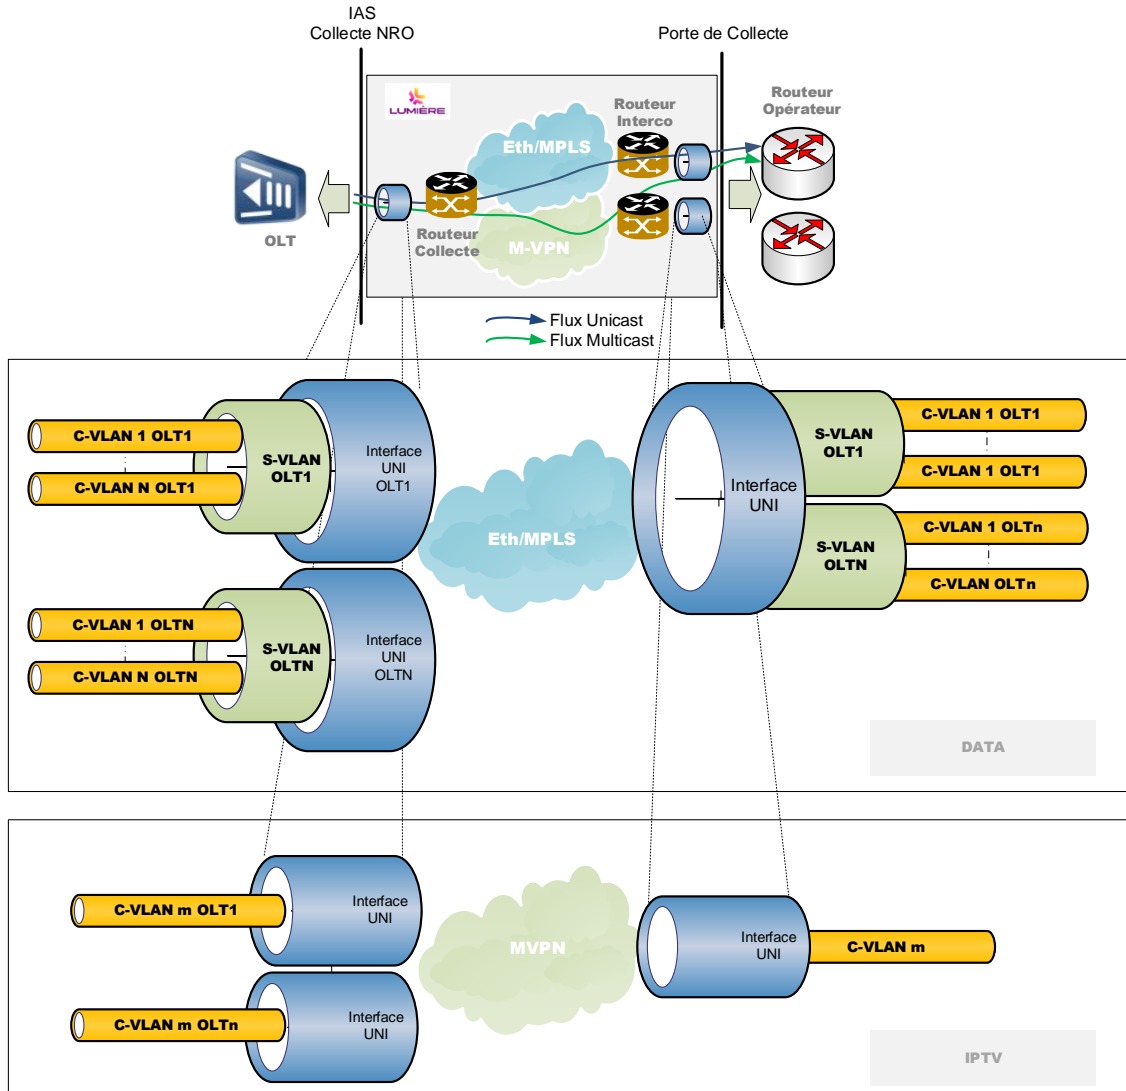 IAS
Collecte NRO
Porte de Collecte
LUMIÈRE
Routeur
Interco
Routeur
Opérateur
Eth/MPLS
OLT
Routeur
Collecte
M-VPN
Flux Unicast
Flux Multicast
C-VLAN 1 OLT1
C-VLAN N OLT1
S-VLAN
OLT1
Interface
UNI
OLT1
C-VLAN 1 OLTN
C-VLAN N OLTN
S-VLAN
OLTN
Interface
UNI
OLTN
Eth/MPLS
Interface
UNI
S-VLAN
OLT1
C-VLAN 1 OLT1
C-VLAN 1 OLT1
S-VLAN
OLTN
C-VLAN 1 OLTn
C-VLAN OLTn
DATA
C-VLAN m OLT1
Interface
UNI
C-VLAN m OLTn
Interface
UNI
MVPN
Interface
UNI
C-VLAN m
IPTV